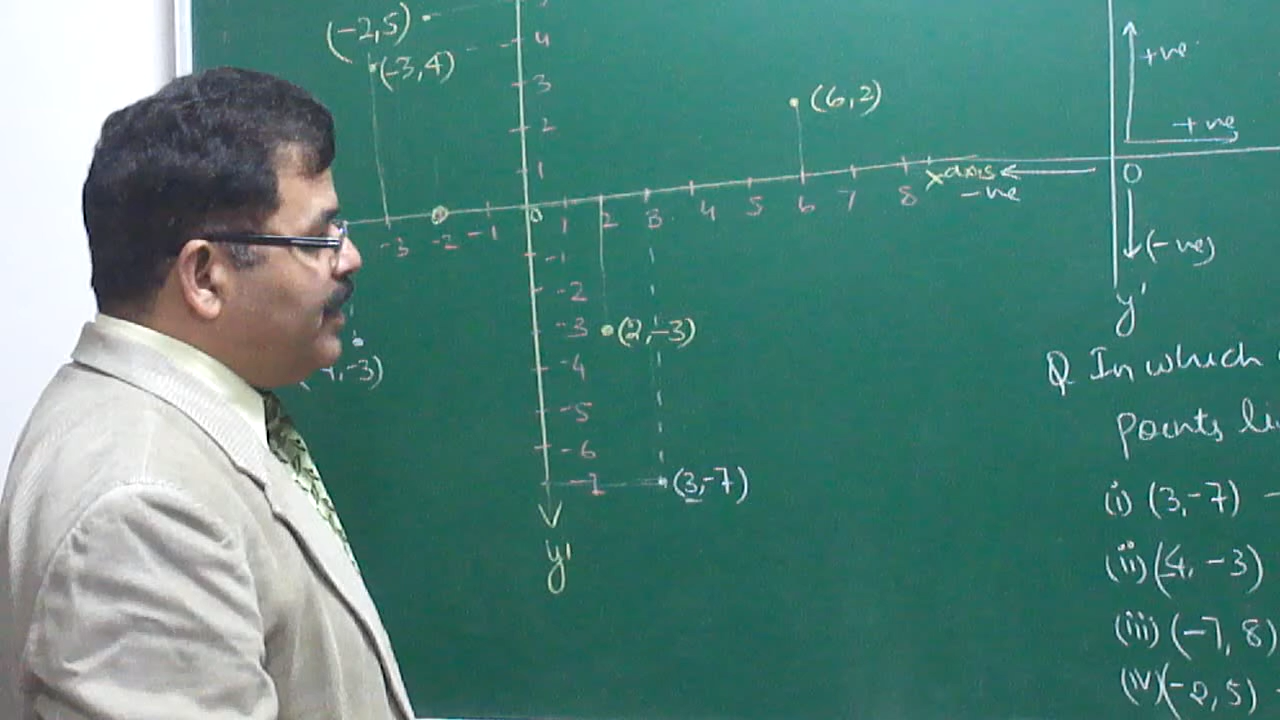 (-2,5)
(-3,4)
4
3
2
1
(6,2)
-3 -2 -1 0 1 2 3 4 5 6 7 8
x axis
-ne
-1
-2
-3
(2,-3)
-4
-5
-6
-7
(3,-7)
y'
,-3)
+ve
+ve
0
(-ve)
y'
Q In which
points
(i) (3,-7) -
(ii) (4, -3)
(iii) (-7, 8)
(iv) (-2, 5) -